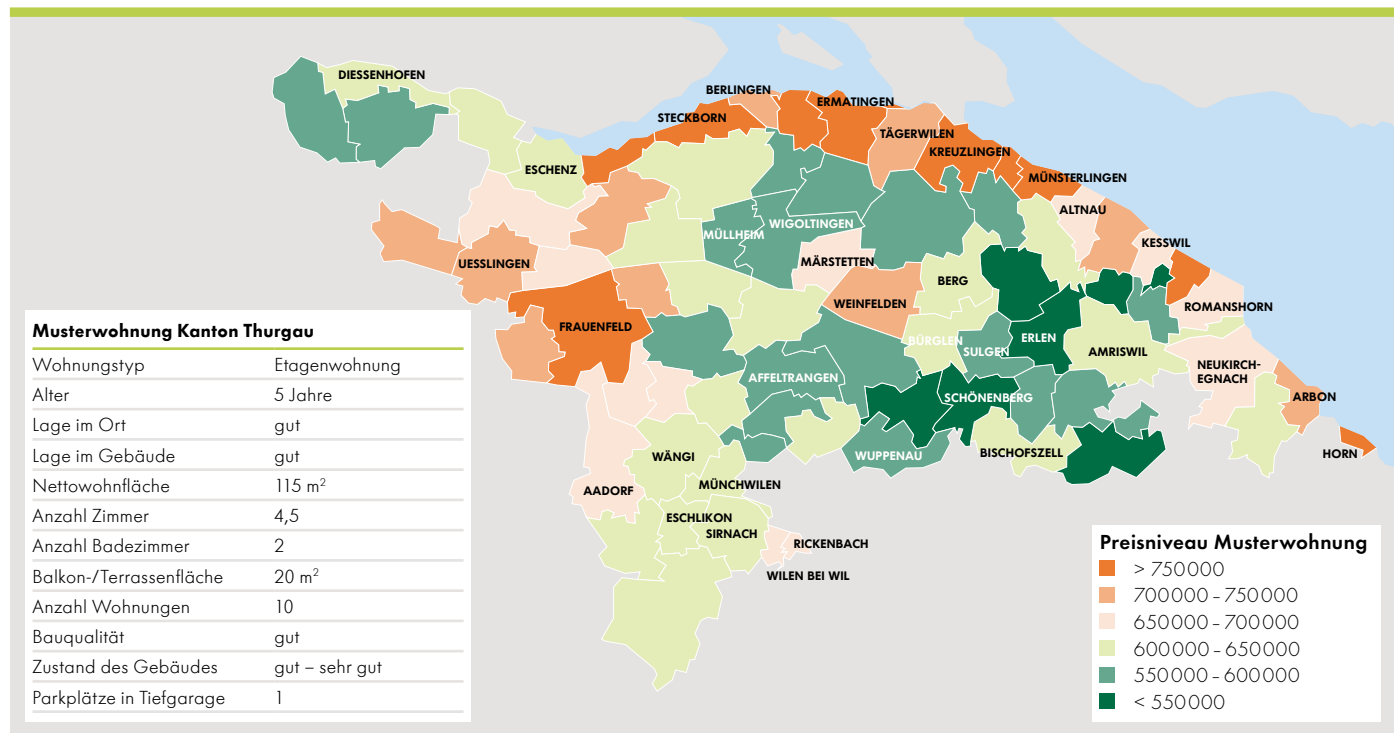 DIESSENHOFEN
BERLINGEN
ERMATINGEN
STECKBORN
TÄGERWILEN
KREUZLINGEN
ESCHENZ
MÜNSTERLINGEN
ALTNAU
WIGOLTINGEN
MÜLLHEIM
KESSWIL
MÄRSTETTEN
UESSLINGEN
BERG
WEINFELDEN
ROMANSHORN
FRAUENFELD
BÜRGLEN
ERLEN
SULGEN
AMRISWIL
NEUKIRCH-
EGNACH
AFFELTRANGEN
SCHÖNENBERG
ARBON
WÄNGI
WUPPENAU
BISCHOFSZELL
HORN
MÜNCHWILEN
AADORF
ESCHLIKON
SIRNACH
RICKENBACH
WILEN BEI WIL
Musterwohnung Kanton Thurgau
Wohnungstyp Etagenwohnung
Alter 5 Jahre
Lage im Ort gut
Lage im Gebäude gut
Nettowohnfläche 115 m²
Anzahl Zimmer 4,5
Anzahl Badezimmer 2
Balkon-/Terrassenfläche 20 m²
Anzahl Wohnungen 10
Bauqualität gut
Zustand des Gebäudes gut – sehr gut
Parkplätze in Tiefgarage 1
Preisniveau Musterwohnung
> 750000
700000 – 750000
650000 – 700000
600000 – 650000
550000 – 600000
< 550000